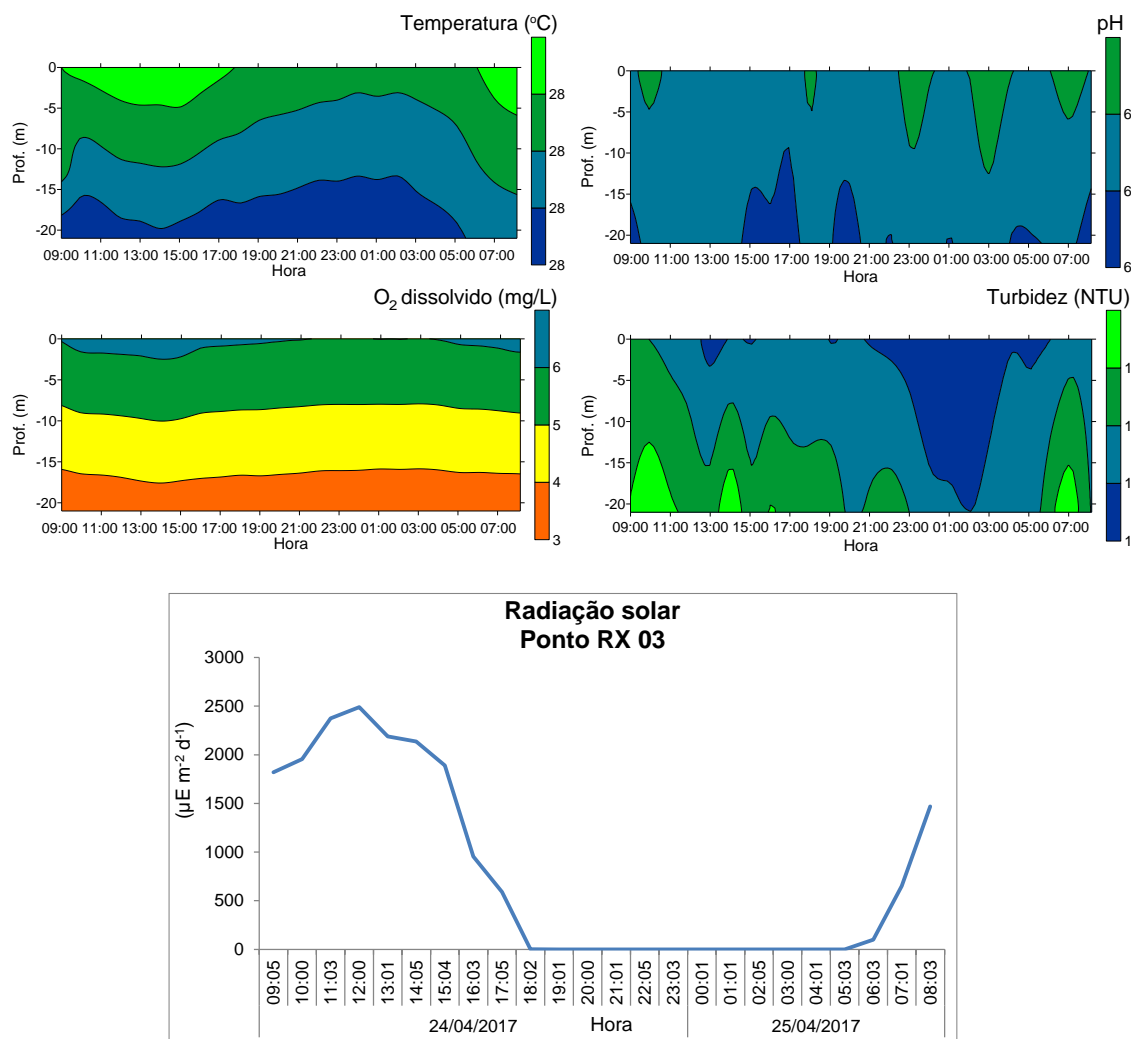 Temperatura (ºC)
0
-5
-10
-15
-20
Prof. (m)
09:00 11:00 13:00 15:00 17:00 19:00 21:00 23:00 01:00 03:00 05:00 07:00
Hora
28
28
28
28
pH
0
-5
-10
-15
-20
Prof. (m)
09:00 11:00 13:00 15:00 17:00 19:00 21:00 23:00 01:00 03:00 05:00 07:00
Hora
6
6
6
O2 dissolvido (mg/L)
0
-5
-10
-15
-20
Prof. (m)
09:00 11:00 13:00 15:00 17:00 19:00 21:00 23:00 01:00 03:00 05:00 07:00
Hora
6
5
4
3
Turbidez (NTU)
0
-5
-10
-15
-20
Prof. (m)
09:00 11:00 13:00 15:00 17:00 19:00 21:00 23:00 01:00 03:00 05:00 07:00
Hora
1
1
1
1
Radiação solar
Ponto RX 03
3000
2500
2000
1500
1000
500
0
(µE m-2 d-1)
09:05 10:00 11:03 12:00 13:01 14:05 15:04 16:03 17:05 18:02 19:01 20:00 21:01 22:05 23:03 00:01 01:01 02:05 03:00 04:01 05:03 06:03 07:01 08:03
24/04/2017 Hora 25/04/2017